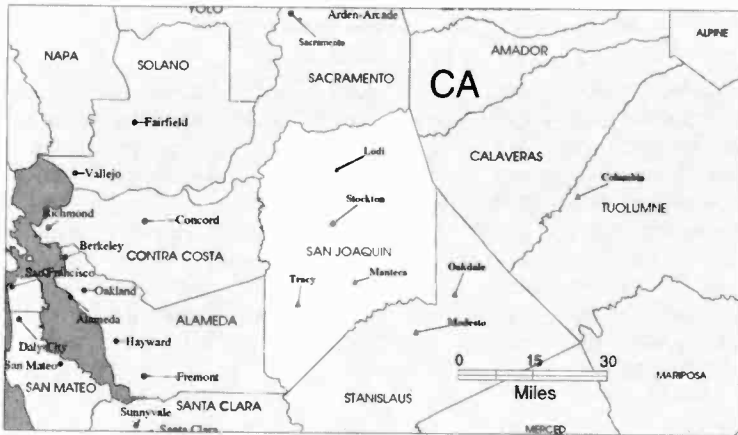 YOLO
Arden-Arcade
Sacramento
AMADOR
ALPINE
NAPA
SOLANO
SACRAMENTO
CA
Fairfield
Lodi
CALAVERAS
Vallejo
Columbia
Stockton
TUOLUMNE
Richmond
Concord
Berkeley
CONTRA COSTA
SAN JOAQUIN
San Francisco
Tracy
Manteca
Oakdale
Oakland
Alameda
ALAMEDA
Modesto
Daly City
Hayward
0 15 30
San Mateo
Fremont
MARIPOSA
SAN MATEO
Miles
STANISLAUS
SANTA CLARA
Sunnyvale
Santa Clara
MERCED